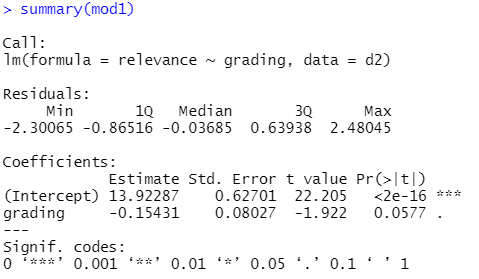 > summary(mod1)
Call:
lm(formula = relevance ~ grading, data = d2)
Residuals:
Min 1Q Median 3Q Max
-2.30065 -0.86516 -0.03685 0.63938 2.48045
Coefficients:
Estimate Std. Error t value Pr(>|t|)
(Intercept) 13.92287 0.62701 22.205 <2e-16 ***
grading -0.15431 0.08027 -1.922 0.0577 .
---
Signif. codes:
0 ‘***’ 0.001 ‘**’ 0.01 ‘*’ 0.05 ‘.’ 0.1 ‘ ’ 1